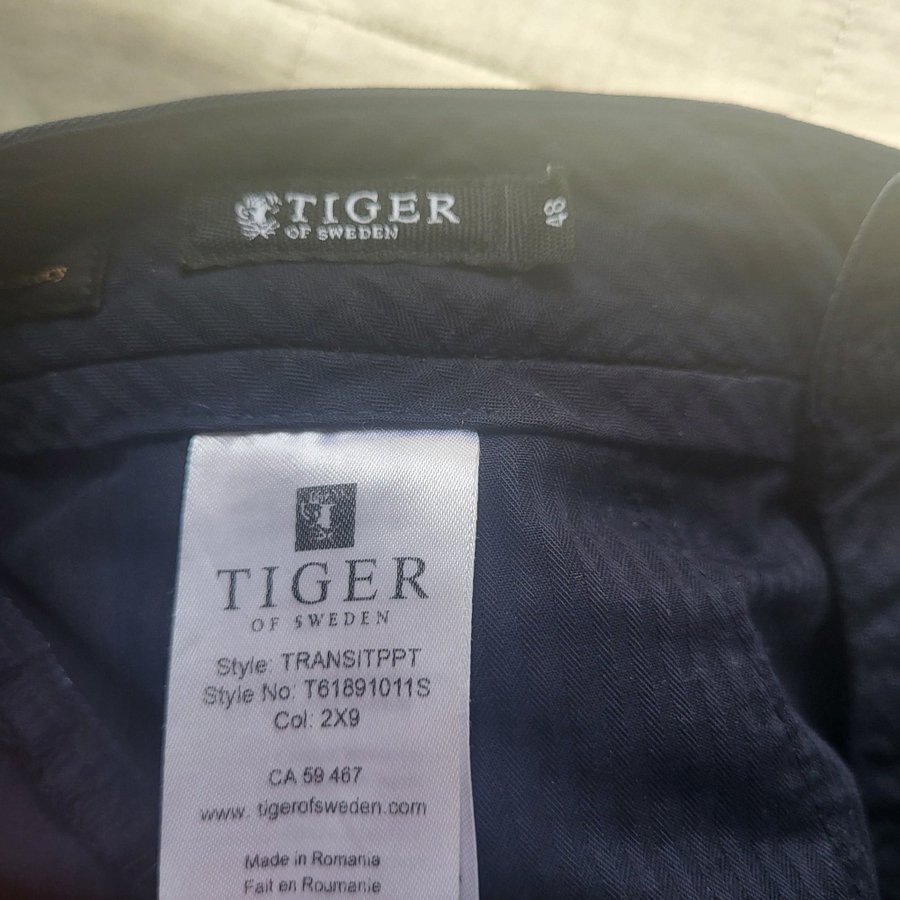 TIGER
OF SWEDEN
48
TIGER
OF SWEDEN
Style: TRANSITPPT
Style No: T61891011S
Col: 2X9
CA 59 467
www.tigerofsweden.com
Made in Romania
Fait en Roumanie